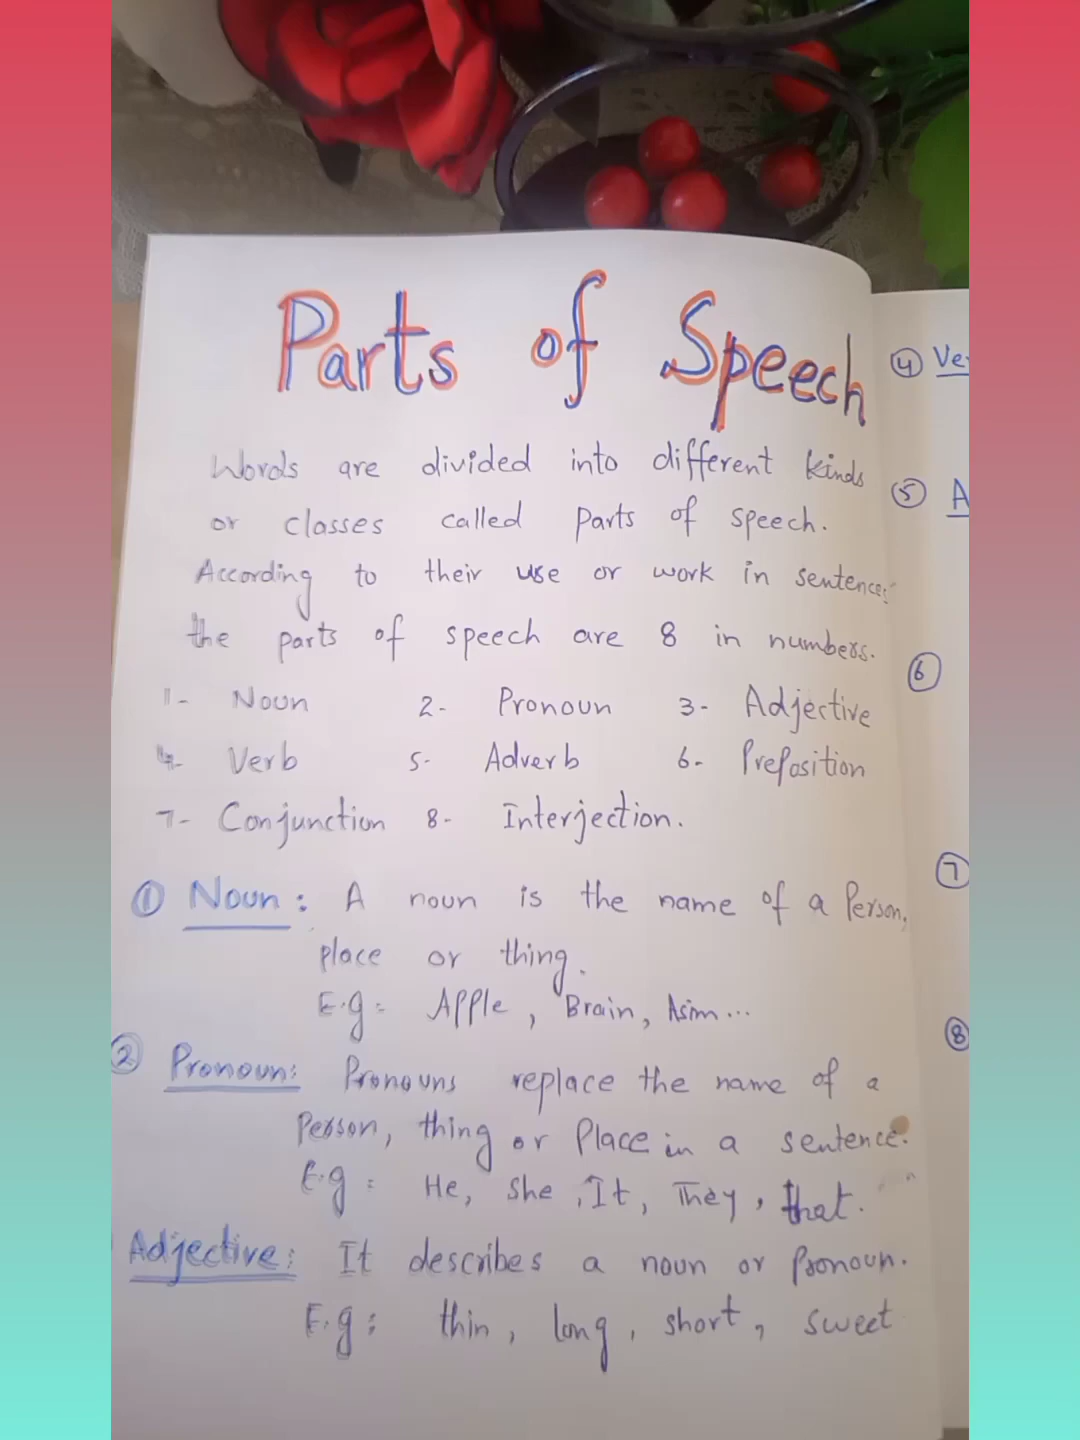 Parts of Speech
Words are divided into different kinds
or classes called parts of speech.
According to their use or work in sentences
the parts of speech are 8 in numbers.
1- Noun 2- Pronoun 3- Adjective
4- Verb 5- Adverb 6- Preposition
7- Conjunction 8- Interjection.
① Noun: A noun is the name of a Person,
place or thing.
E.g= Apple, Brain, Asim...
② Pronoun: Pronouns replace the name of a
Person, thing or Place in a sentence.
E.g: He, She, It, They, that.
Adjective: It describes a noun or pronoun.
E.g: thin, long, short, sweet
④
⑤
⑥
⑦
⑧